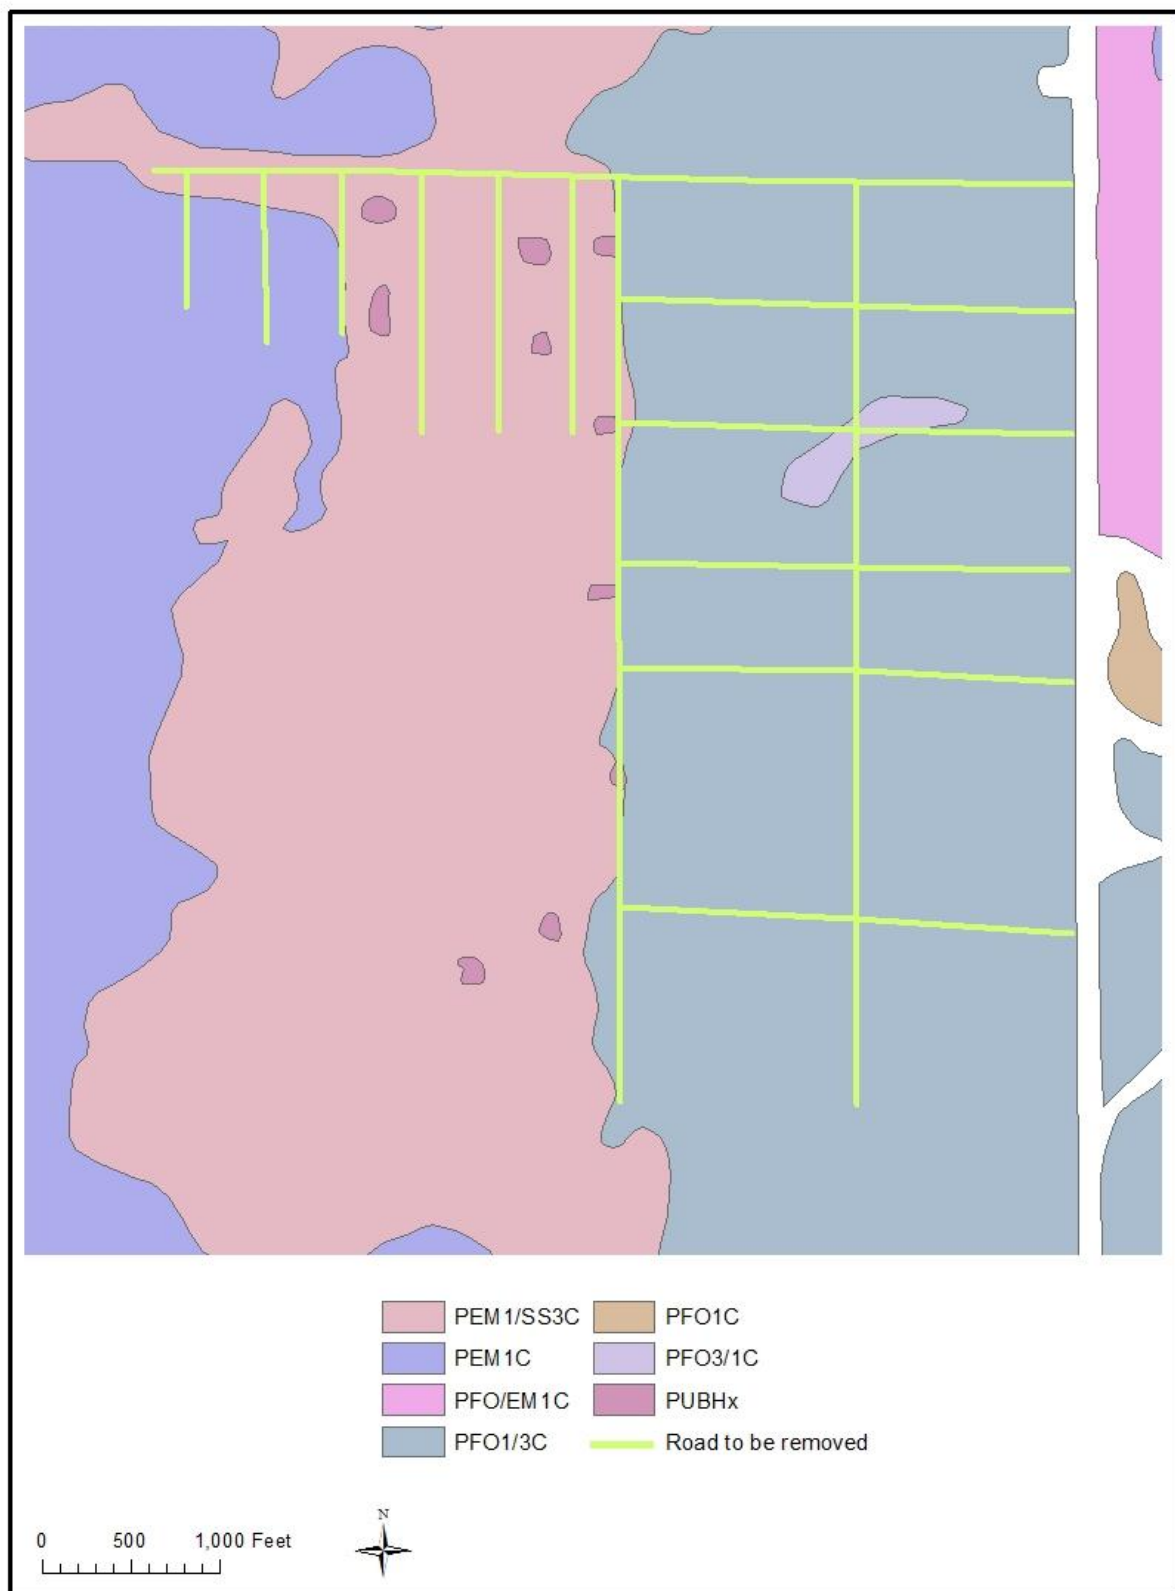 PEM1/SS3C PFO1C
PEM1C PFO3/1C
PFO/EM1C PUBHx
PFO1/3C Road to be removed
N
0 500 1,000 Feet